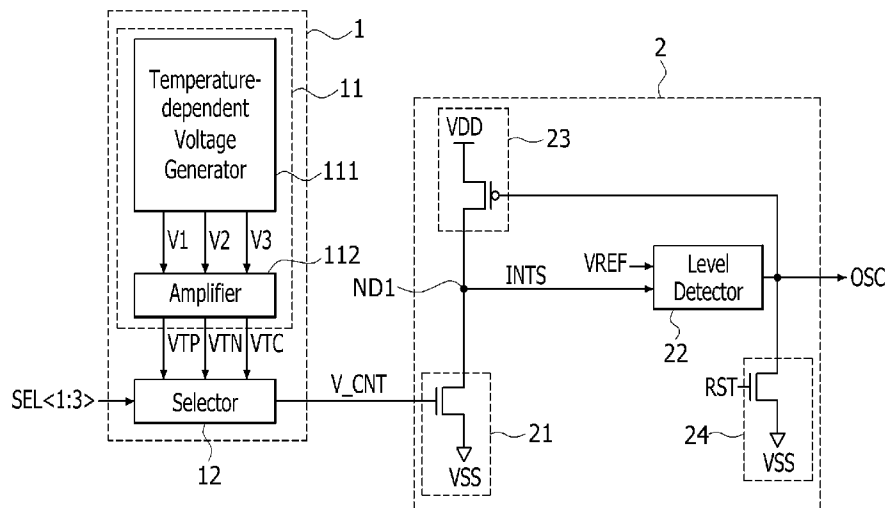 1
2
Temperature-
dependent
Voltage
Generator
11
111
VDD
23
V1 V2 V3
112
Amplifier
ND1
INTS
VREF
Level
Detector
OSC
22
VTP VTN VTC
SEL<1:3>
Selector
V_CNT
12
21
VSS
RST
24
VSS